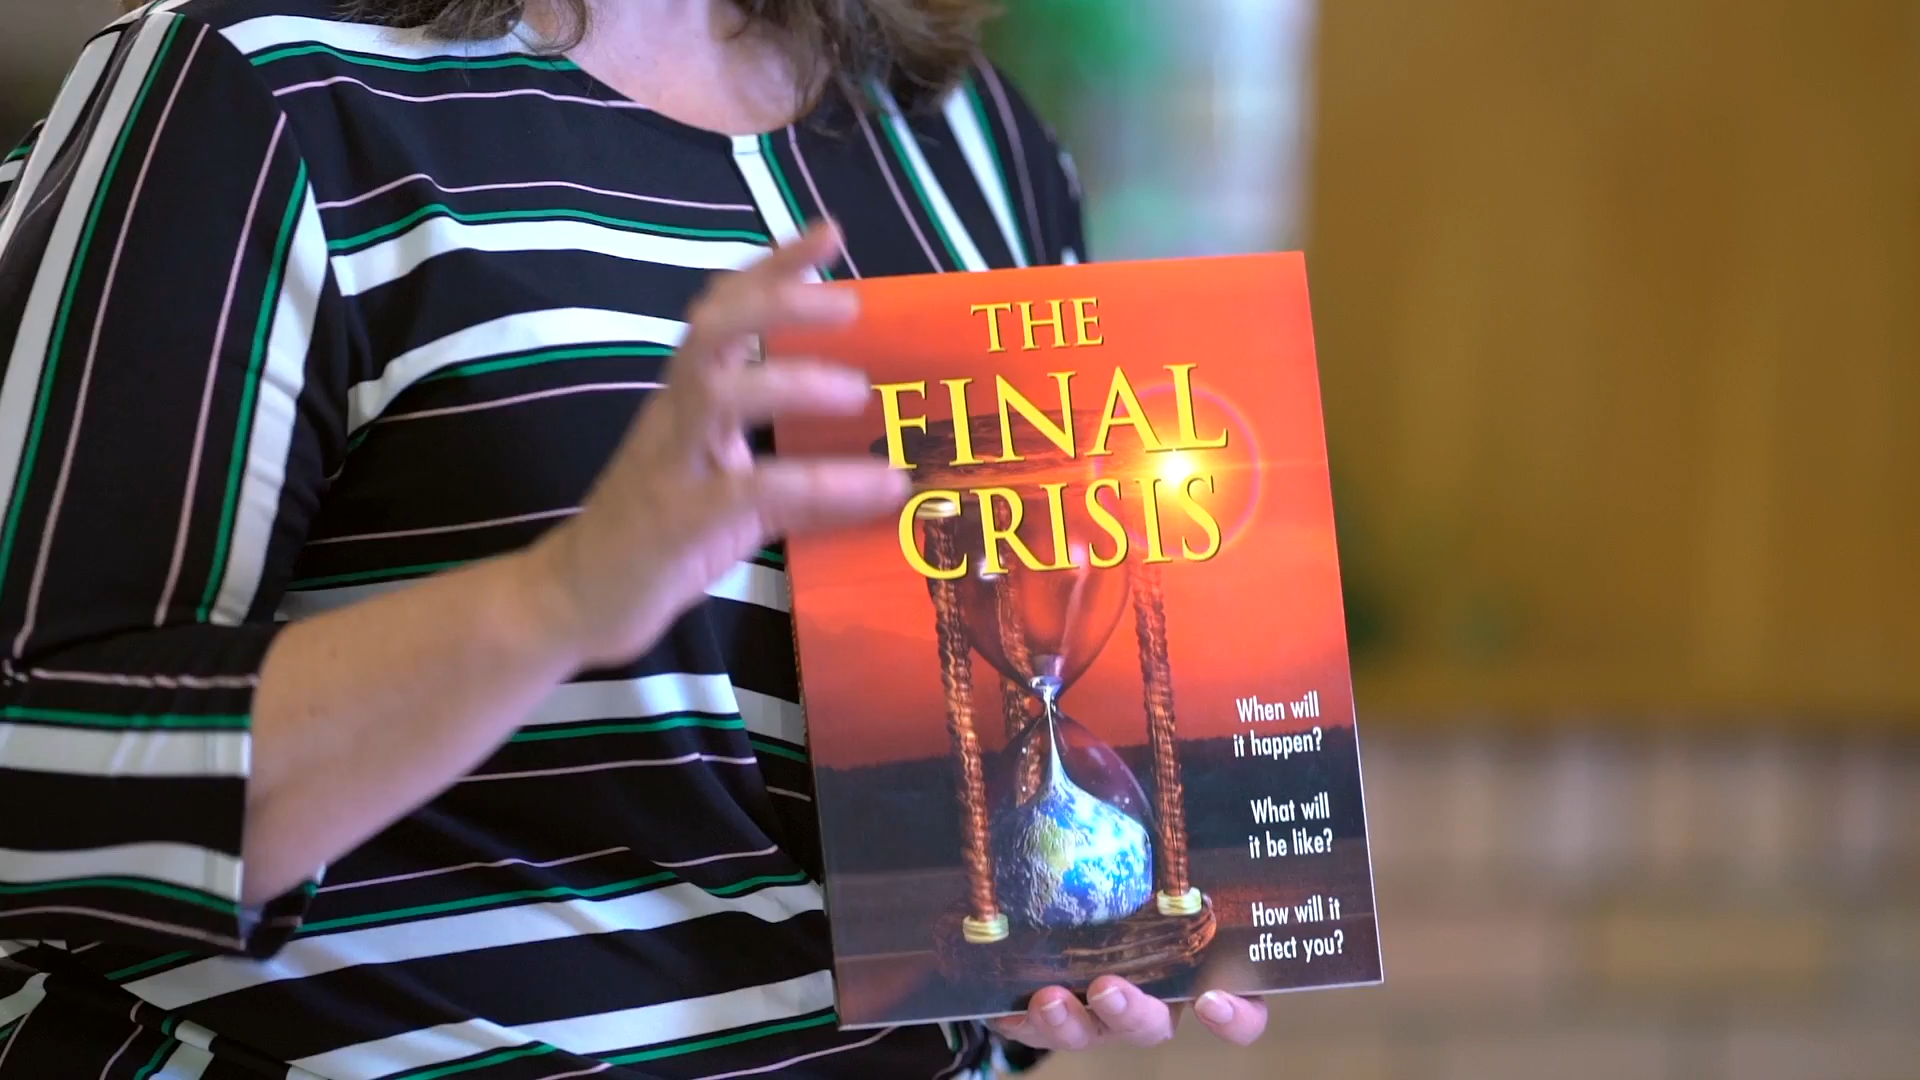 THE
FINAL
CRISIS
When will
it happen?
What will
it be like?
How will it
affect you?